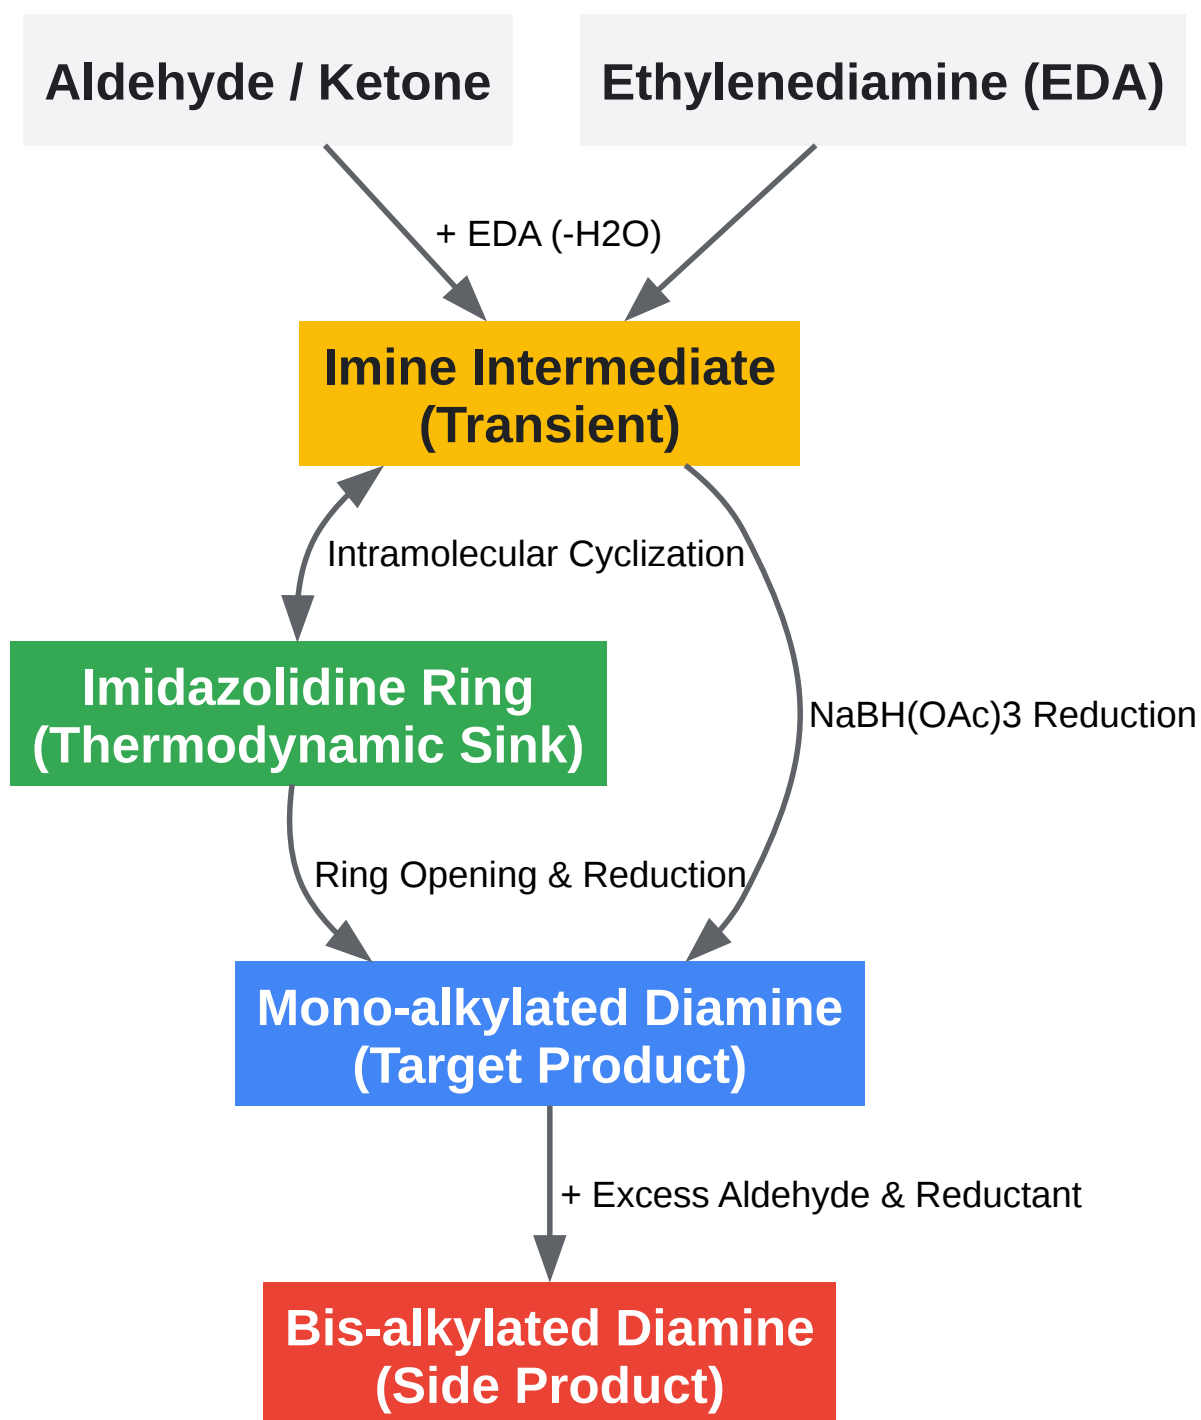 Aldehyde / Ketone
Ethylenediamine (EDA)
+ EDA (-H2O)
Imine Intermediate
(Transient)
Intramolecular Cyclization
Imidazolidine Ring
(Thermodynamic Sink)
NaBH(OAc)3 Reduction
Ring Opening & Reduction
Mono-alkylated Diamine
(Target Product)
+ Excess Aldehyde & Reductant
Bis-alkylated Diamine
(Side Product)